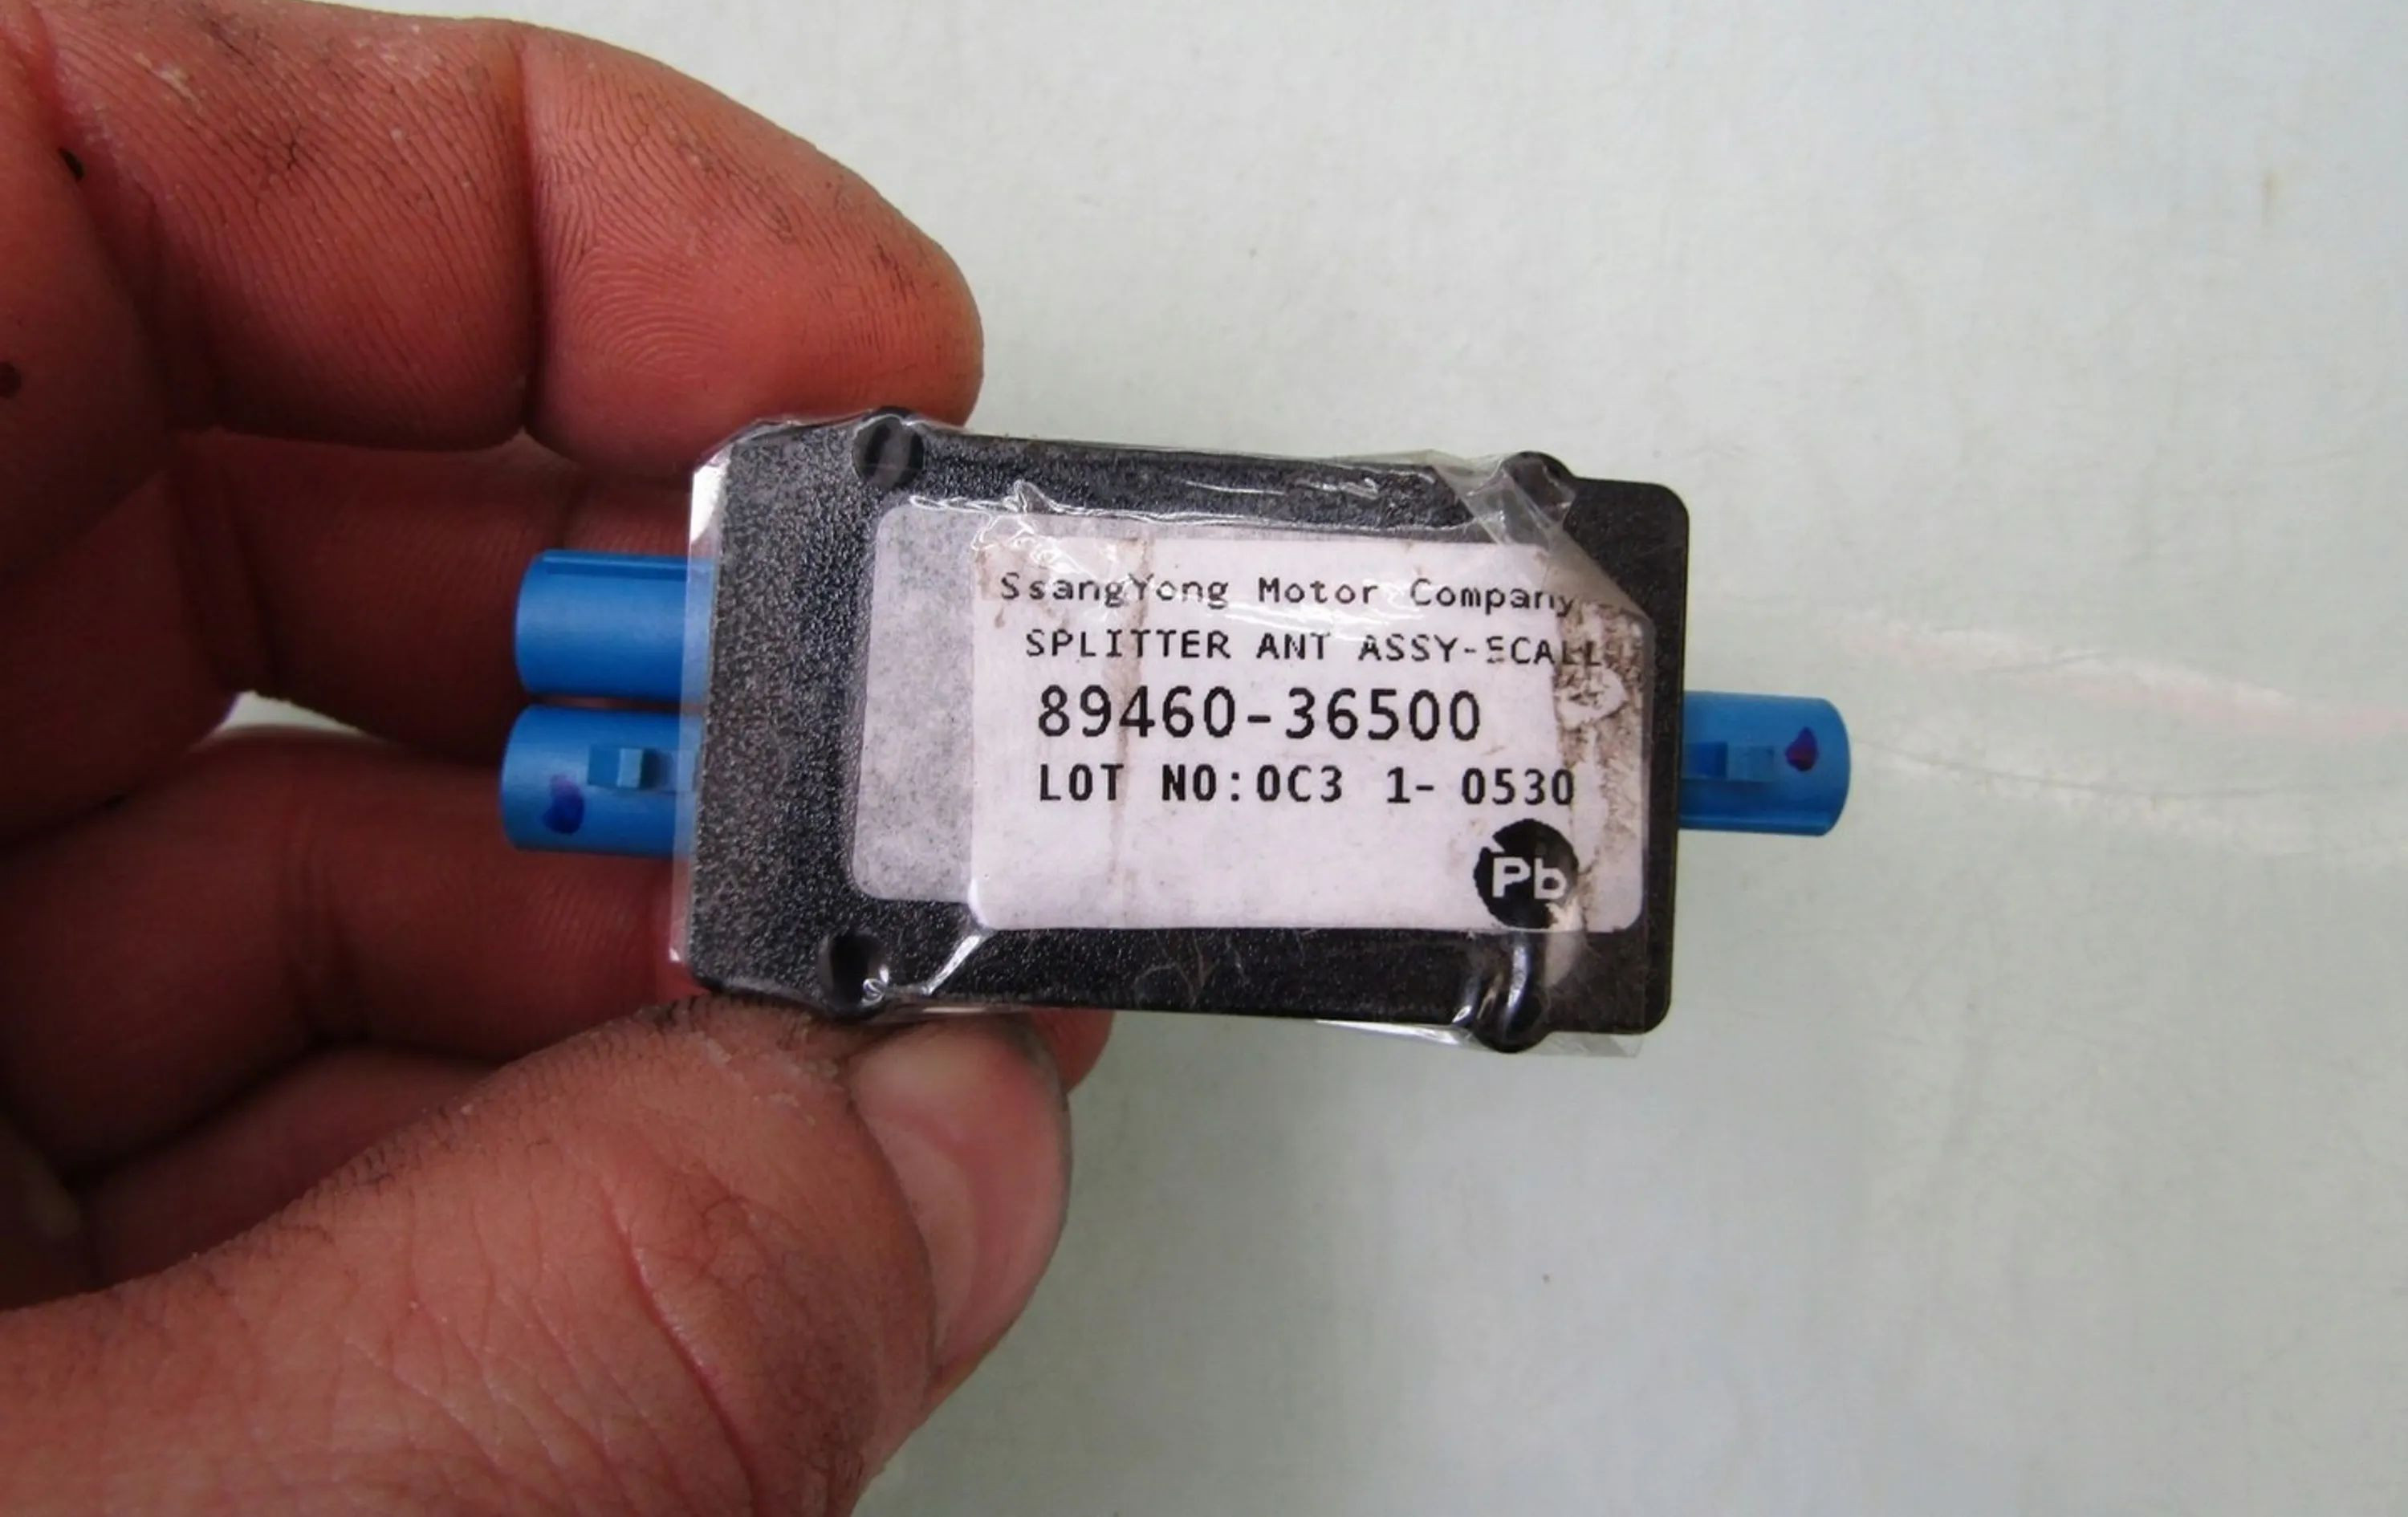 SsangYong Motor Company
SPLITTER ANT ASSY-ECALL
89460-36500
LOT NO:0C3 1- 0530
Pb